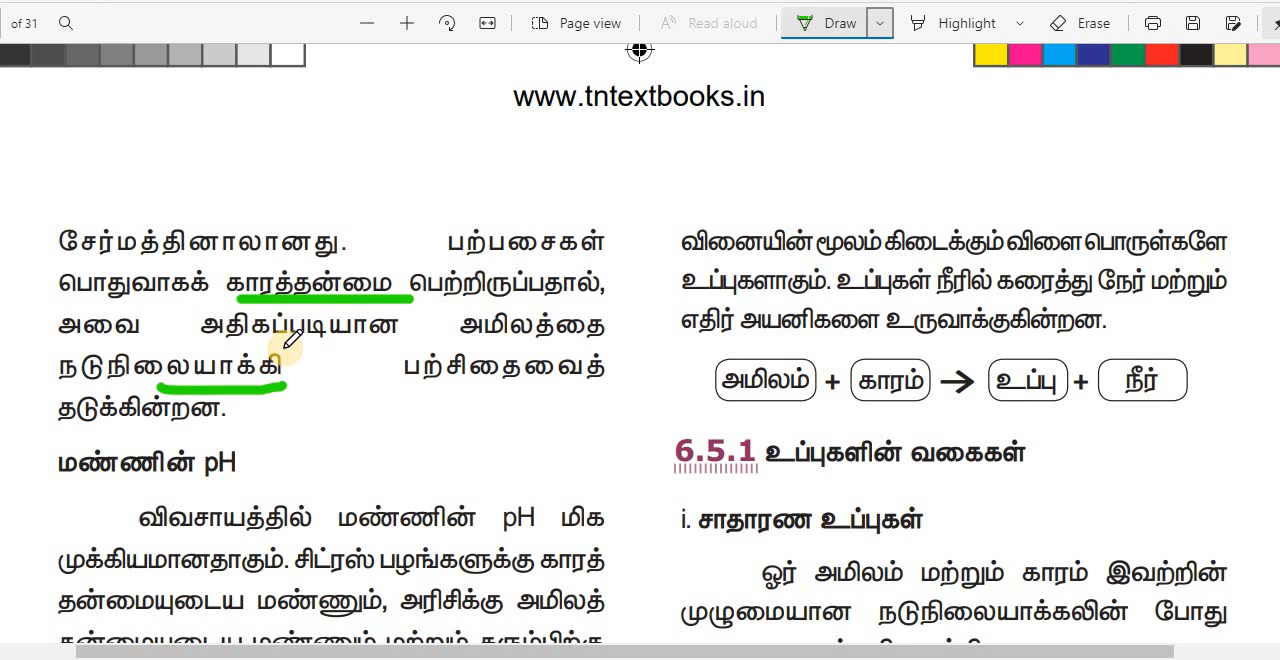 of 31
Page view
Read aloud
Draw
Highlight
Erase
www.tntextbooks.in
சேர்மத்தினாலானது. பற்பசைகள்
பொதுவாகக் காரத்தன்மை பெற்றிருப்பதால்,
அவை அதிகப்படியான அமிலத்தை
நடுநிலையாக்கி பற்சிதைவைத்
தடுக்கின்றன.
மண்ணின் pH
விவசாயத்தில் மண்ணின் pH மிக
முக்கியமானதாகும். சிட்ரஸ் பழங்களுக்கு காரத்
தன்மையுடைய மண்ணும், அரிசிக்கு அமிலத்
தன்மையுடைய மண்ணும் மற்றும் கரும்பிற்கு
வினையின் மூலம் கிடைக்கும் விளைபொருள்களே
உப்புகளாகும். உப்புகள் நீரில் கரைத்து நேர் மற்றும்
எதிர் அயனிகளை உருவாக்குகின்றன.
அமிலம் + காரம் → உப்பு + நீர்
6.5.1 உப்புகளின் வகைகள்
i. சாதாரண உப்புகள்
ஓர் அமிலம் மற்றும் காரம் இவற்றின்
முழுமையான நடுநிலையாக்கலின் போது